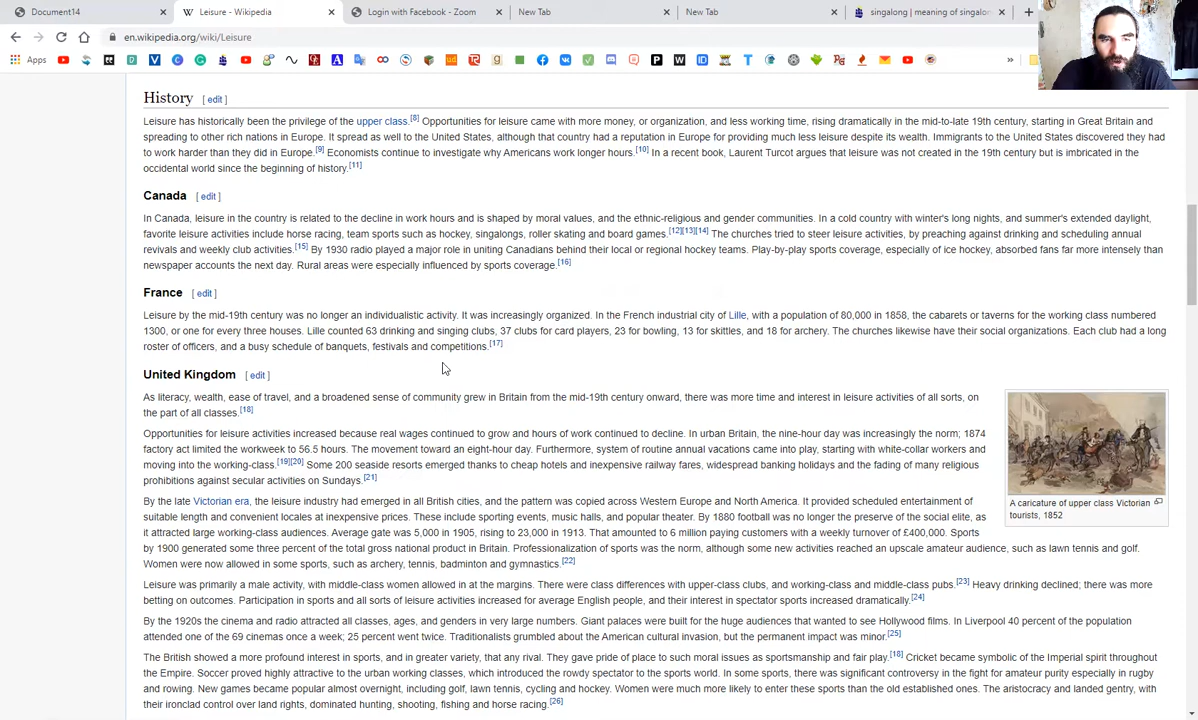 Document14
Leisure - Wikipedia
Login with Facebook - Zoom
New Tab
New Tab
singalong | meaning of singalon
en.wikipedia.org/wiki/Leisure
Apps
History [ edit ]
Leisure has historically been the privilege of the upper class.[8] Opportunities for leisure came with more money, or organization, and less working time, rising dramatically in the mid-to-late 19th century, starting in Great Britain and
spreading to other rich nations in Europe. It spread as well to the United States, although that country had a reputation in Europe for providing much less leisure despite its wealth. Immigrants to the United States discovered they had
to work harder than they did in Europe.[9] Economists continue to investigate why Americans work longer hours.[10] In a recent book, Laurent Turcot argues that leisure was not created in the 19th century but is imbricated in the
occidental world since the beginning of history.[11]
Canada [ edit ]
In Canada, leisure in the country is related to the decline in work hours and is shaped by moral values, and the ethnic-religious and gender communities. In a cold country with winter's long nights, and summer's extended daylight,
favorite leisure activities include horse racing, team sports such as hockey, singalongs, roller skating and board games.[12][13][14] The churches tried to steer leisure activities, by preaching against drinking and scheduling annual
revivals and weekly club activities.[15] By 1930 radio played a major role in uniting Canadians behind their local or regional hockey teams. Play-by-play sports coverage, especially of ice hockey, absorbed fans far more intensely than
newspaper accounts the next day. Rural areas were especially influenced by sports coverage.[16]
France [ edit ]
Leisure by the mid-19th century was no longer an individualistic activity. It was increasingly organized. In the French industrial city of Lille, with a population of 80,000 in 1858, the cabarets or taverns for the working class numbered
1300, or one for every three houses. Lille counted 63 drinking and singing clubs, 37 clubs for card players, 23 for bowling, 13 for skittles, and 18 for archery. The churches likewise have their social organizations. Each club had a long
roster of officers, and a busy schedule of banquets, festivals and competitions.[17]
United Kingdom [ edit ]
As literacy, wealth, ease of travel, and a broadened sense of community grew in Britain from the mid-19th century onward, there was more time and interest in leisure activities of all sorts, on
the part of all classes.[18]
Opportunities for leisure activities increased because real wages continued to grow and hours of work continued to decline. In urban Britain, the nine-hour day was increasingly the norm; 1874
factory act limited the workweek to 56.5 hours. The movement toward an eight-hour day. Furthermore, system of routine annual vacations came into play, starting with white-collar workers and
moving into the working-class.[19][20] Some 200 seaside resorts emerged thanks to cheap hotels and inexpensive railway fares, widespread banking holidays and the fading of many religious
prohibitions against secular activities on Sundays.[21]
A caricature of upper class Victorian
tourists, 1852
By the late Victorian era, the leisure industry had emerged in all British cities, and the pattern was copied across Western Europe and North America. It provided scheduled entertainment of
suitable length and convenient locales at inexpensive prices. These include sporting events, music halls, and popular theater. By 1880 football was no longer the preserve of the social elite, as
it attracted large working-class audiences. Average gate was 5,000 in 1905, rising to 23,000 in 1913. That amounted to 6 million paying customers with a weekly turnover of £400,000. Sports
by 1900 generated some three percent of the total gross national product in Britain. Professionalization of sports was the norm, although some new activities reached an upscale amateur audience, such as lawn tennis and golf.
Women were now allowed in some sports, such as archery, tennis, badminton and gymnastics.[22]
Leisure was primarily a male activity, with middle-class women allowed in at the margins. There were class differences with upper-class clubs, and working-class and middle-class pubs.[23] Heavy drinking declined; there was more
betting on outcomes. Participation in sports and all sorts of leisure activities increased for average English people, and their interest in spectator sports increased dramatically.[24]
By the 1920s the cinema and radio attracted all classes, ages, and genders in very large numbers. Giant palaces were built for the huge audiences that wanted to see Hollywood films. In Liverpool 40 percent of the population
attended one of the 69 cinemas once a week; 25 percent went twice. Traditionalists grumbled about the American cultural invasion, but the permanent impact was minor.[25]
The British showed a more profound interest in sports, and in greater variety, that any rival. They gave pride of place to such moral issues as sportsmanship and fair play.[18] Cricket became symbolic of the Imperial spirit throughout
the Empire. Soccer proved highly attractive to the urban working classes, which introduced the rowdy spectator to the sports world. In some sports, there was significant controversy in the fight for amateur purity especially in rugby
and rowing. New games became popular almost overnight, including golf, lawn tennis, cycling and hockey. Women were much more likely to enter these sports than the old established ones. The aristocracy and landed gentry, with
their ironclad control over land rights, dominated hunting, shooting, fishing and horse racing.[26]